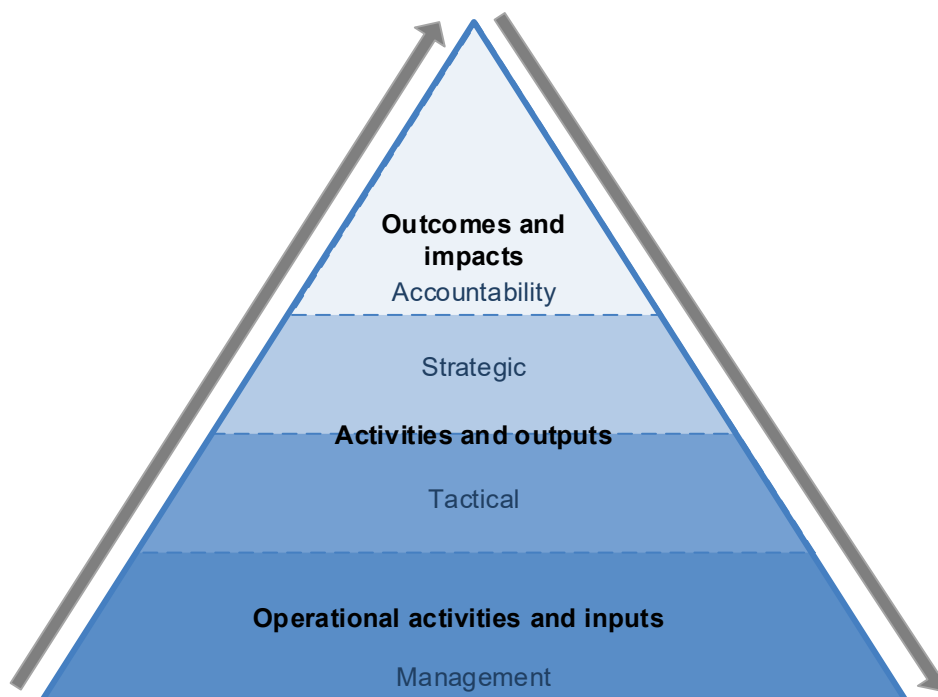 Outcomes and
impacts
Accountability
Strategic
Activities and outputs
Tactical
Operational activities and inputs
Management